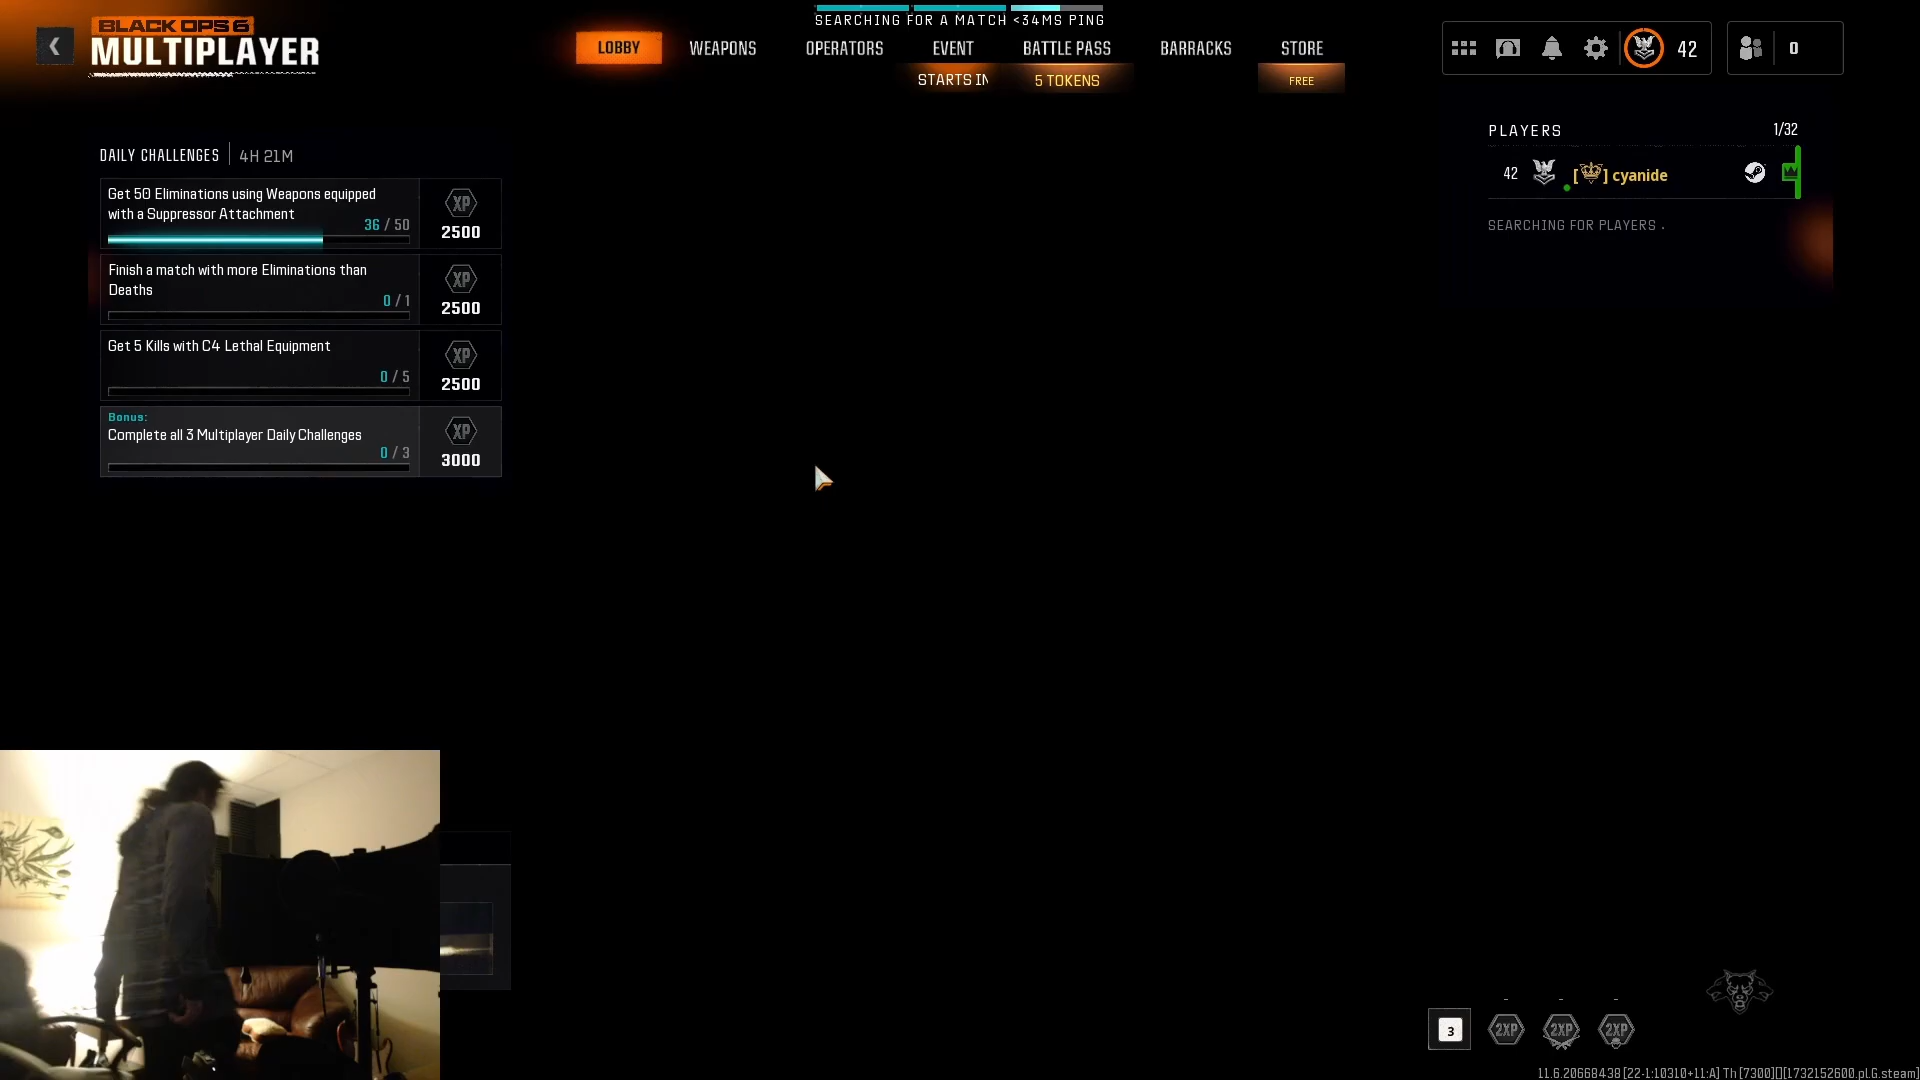 BLACK OPS 6
MULTIPLAYER
SEARCHING FOR A MATCH <34MS PING
LOBBY
WEAPONS
OPERATORS
EVENT
BATTLE PASS
BARRACKS
STORE
STARTS IN
5 TOKENS
FREE
42
0
DAILY CHALLENGES
4H 21M
Get 50 Eliminations using Weapons equipped
with a Suppressor Attachment
36 / 50
XP
2500
Finish a match with more Eliminations than
Deaths
0 / 1
XP
2500
Get 5 Kills with C4 Lethal Equipment
0 / 5
XP
2500
Bonus:
Complete all 3 Multiplayer Daily Challenges
0 / 3
XP
3000
PLAYERS
1/32
42
[ ] cyanide
SEARCHING FOR PLAYERS .
3
2XP
2XP
2XP
11.6.20668438 [22-1:10310+11:A] Th [7300][][1732152600.pl.G.steam]